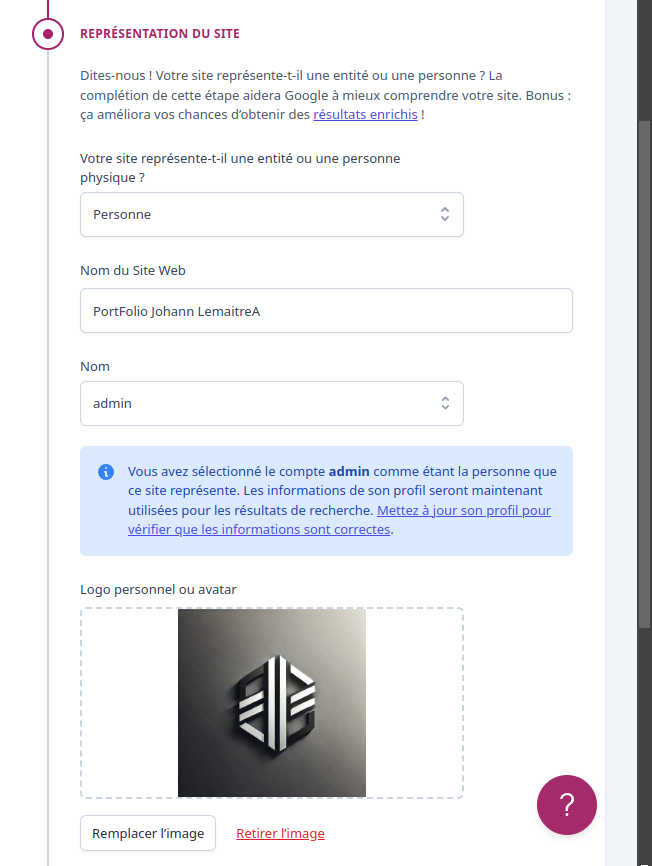 REPRÉSENTATION DU SITE
Dites-nous ! Votre site représente-t-il une entité ou une personne ? La
complétion de cette étape aidera Google à mieux comprendre votre site. Bonus :
ça améliora vos chances d’obtenir des résultats enrichis !
Votre site représente-t-il une entité ou une personne
physique ?
Personne
Nom du Site Web
PortFolio Johann LemaitreA
Nom
admin
Vous avez sélectionné le compte admin comme étant la personne que
ce site représente. Les informations de son profil seront maintenant
utilisées pour les résultats de recherche. Mettez à jour son profil pour
vérifier que les informations sont correctes.
Logo personnel ou avatar
?
Remplacer l’image
Retirer l’image